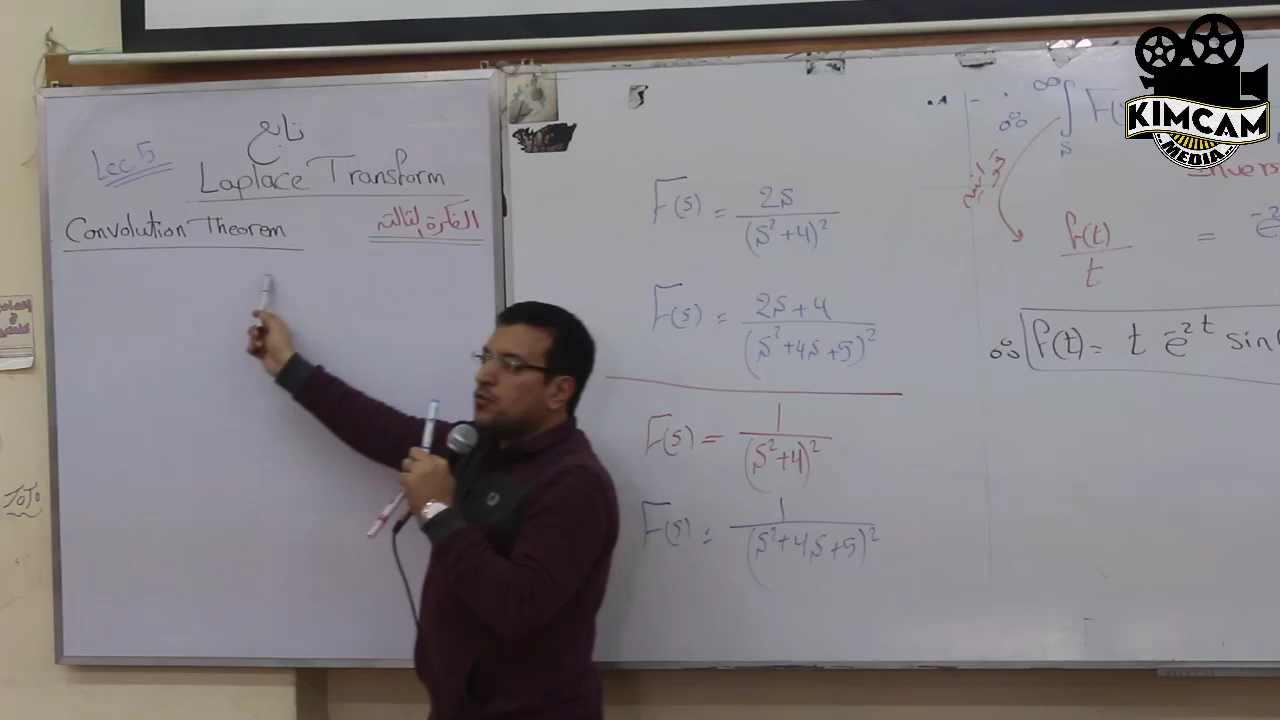 تابع
Lec 5
Laplace Transform
Convolution Theorem
الفكرة الثالثة
F(s) = 2s / (s²+4)²
F(s) = 2s+4 / (s²+4s+5)²
F(s) = 1 / (s²+4)²
F(s) = 1 / (s²+4s+5)²
∞ ∫ s
f(t) / t = e⁻²
∴ f(t) = t e⁻²ᵗ sin
KIMCAM
MEDIA